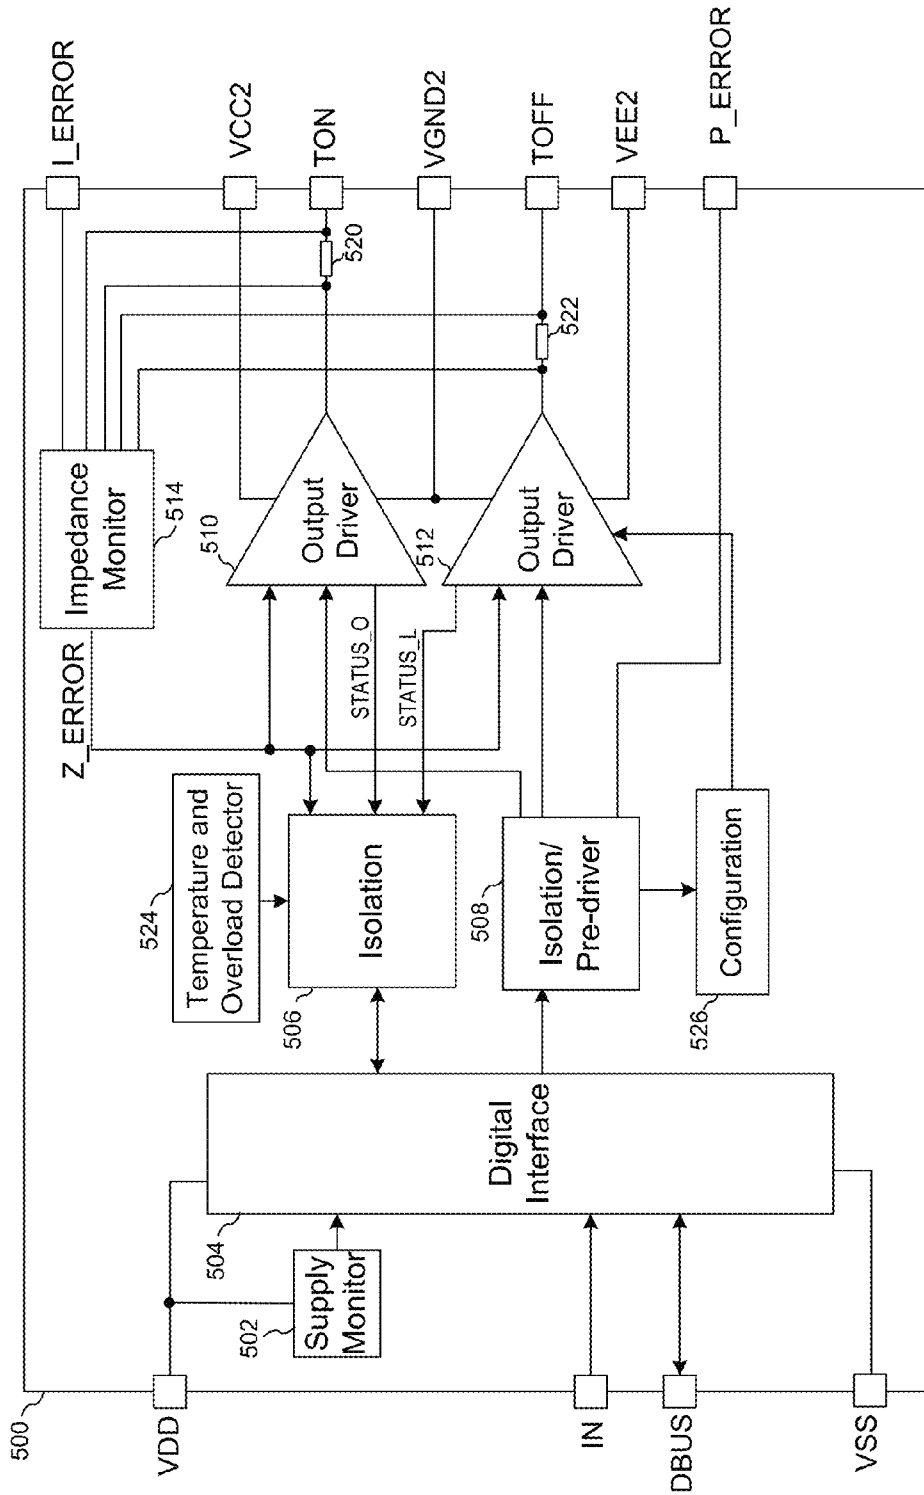 500
VDD
IN
DBUS
VSS
502
Supply
Monitor
504
Digital
Interface
524
Temperature and
Overload Detector
506
Isolation
508
Isolation/
Pre-driver
526
Configuration
Z_ERROR
STATUS_O
STATUS_L
Impedance
Monitor
514
510
Output
Driver
512
Output
Driver
520
522
I_ERROR
VCC2
TON
VGND2
TOFF
VEE2
P_ERROR